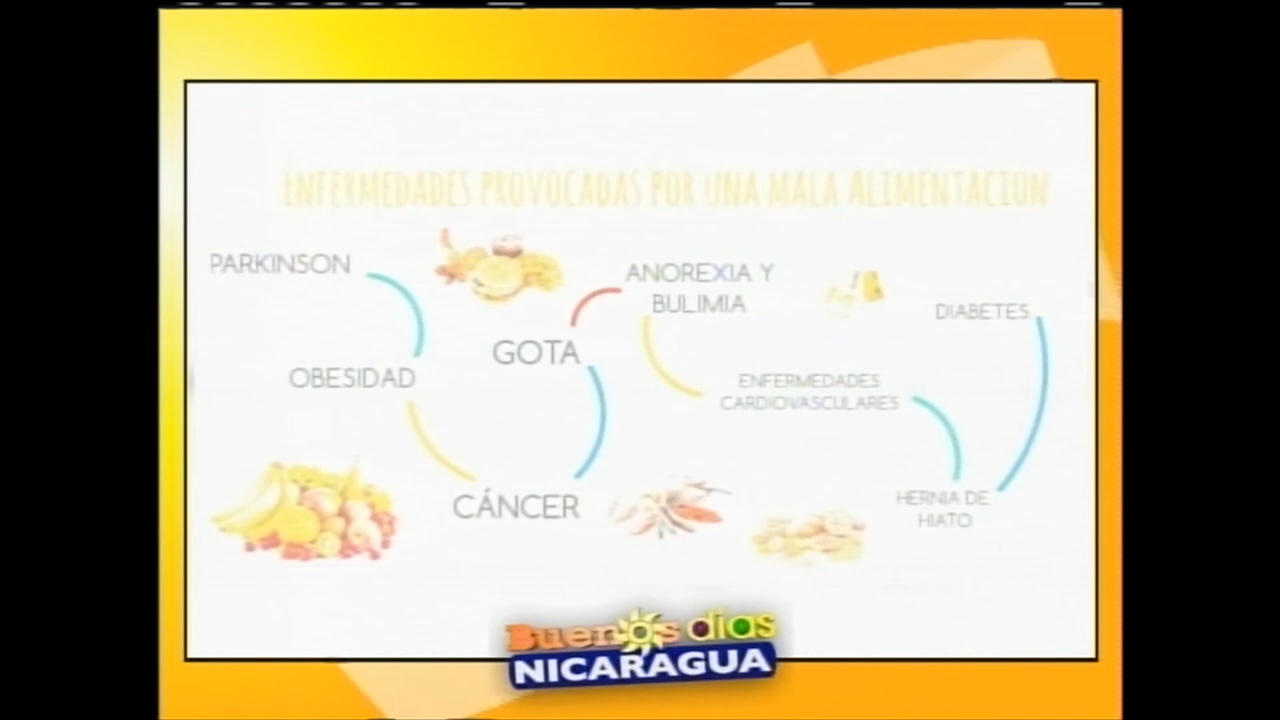 ENFERMEDADES PROVOCADAS POR UNA MALA ALIMENTACION
PARKINSON
OBESIDAD
CÁNCER
GOTA
ANOREXIA Y
BULIMIA
ENFERMEDADES
CARDIOVASCULARES
HERNIA DE
HIATO
DIABETES
Buenos días
NICARAGUA